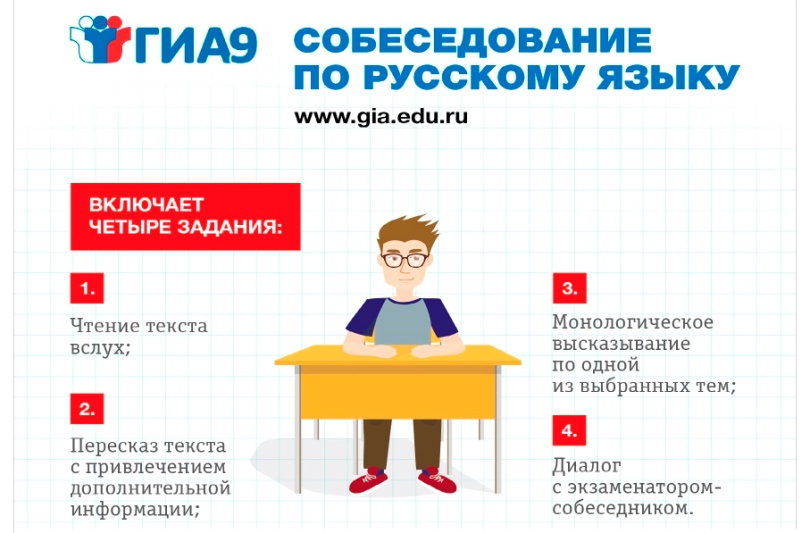 ГИА9
СОБЕСЕДОВАНИЕ
ПО РУССКОМУ ЯЗЫКУ
www.gia.edu.ru
ВКЛЮЧАЕТ
ЧЕТЫРЕ ЗАДАНИЯ:
1.
Чтение текста
вслух;
2.
Пересказ текста
с привлечением
дополнительной
информации;
3.
Монологическое
высказывание
по одной
из выбранных тем;
4.
Диалог
с экзаменатором-
собеседником.